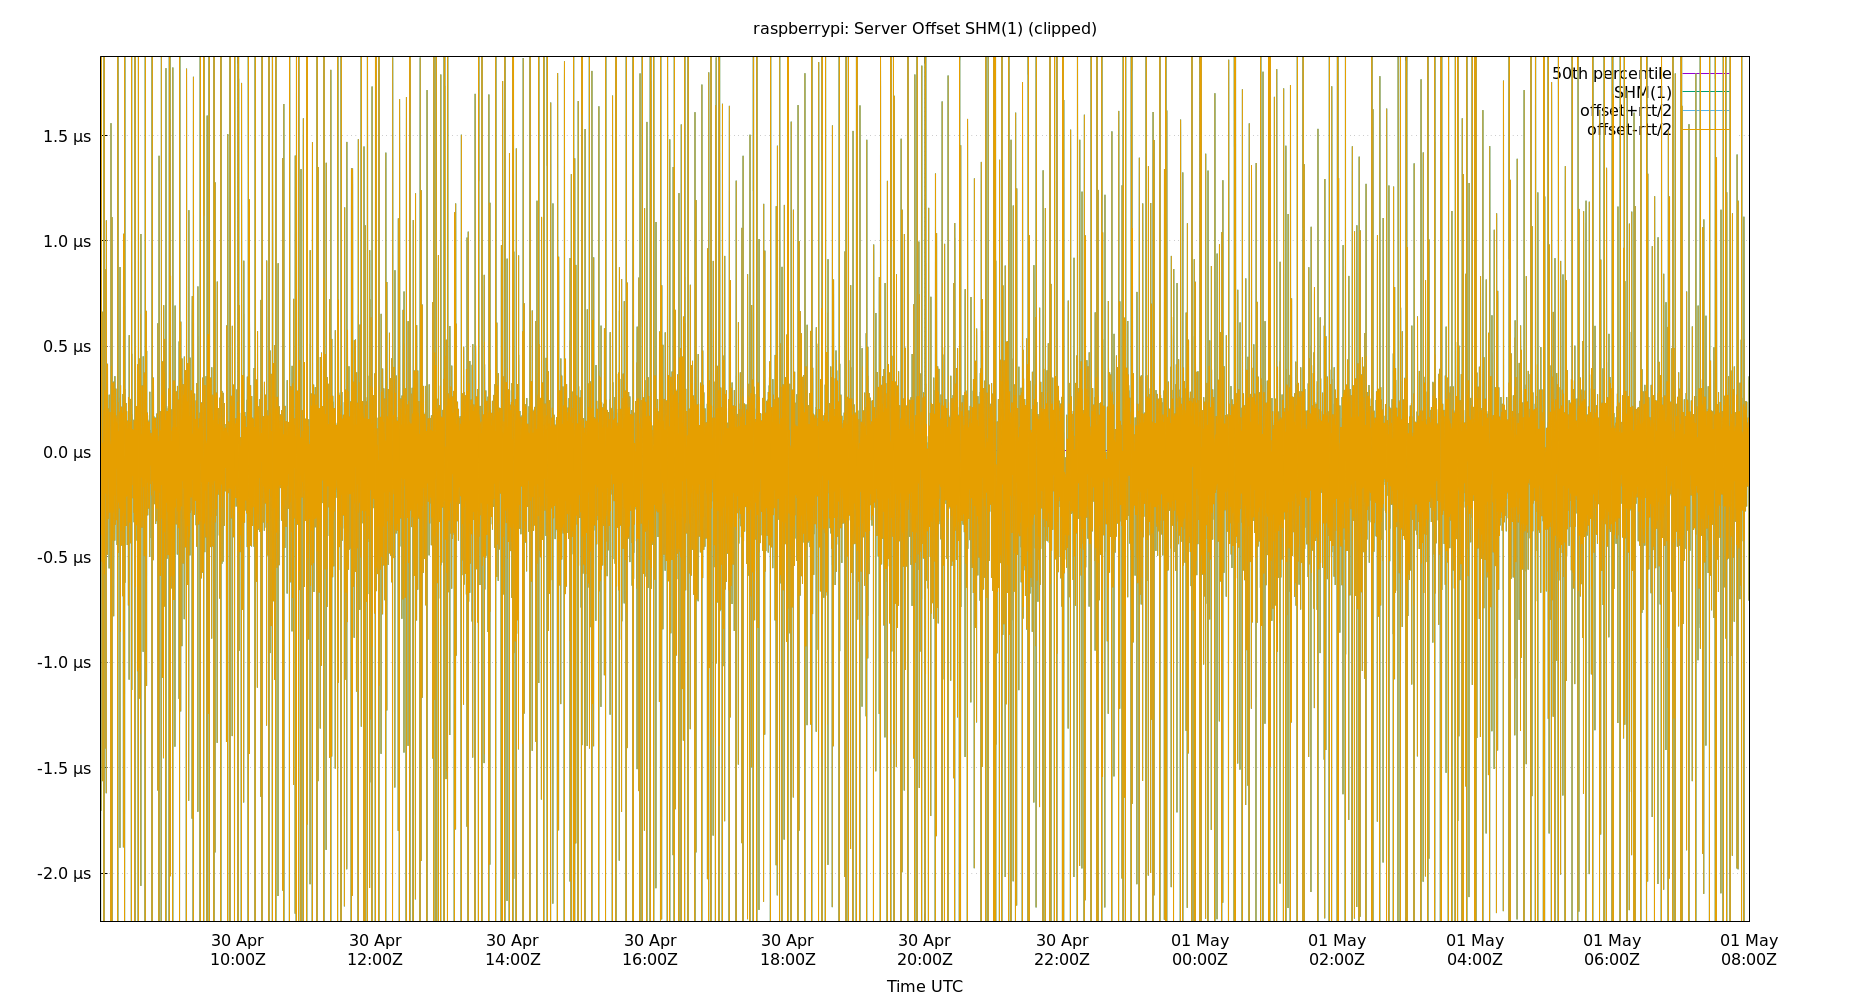 raspberrypi: Server Offset SHM(1) (clipped)
50th percentile
SHM(1)
offset+rtt/2
offset-rtt/2
1.5 µs
1.0 µs
0.5 µs
0.0 µs
-0.5 µs
-1.0 µs
-1.5 µs
-2.0 µs
30 Apr 30 Apr 30 Apr 30 Apr 30 Apr 30 Apr 30 Apr 01 May 01 May 01 May 01 May 01 May
10:00Z 12:00Z 14:00Z 16:00Z 18:00Z 20:00Z 22:00Z 00:00Z 02:00Z 04:00Z 06:00Z 08:00Z
Time UTC